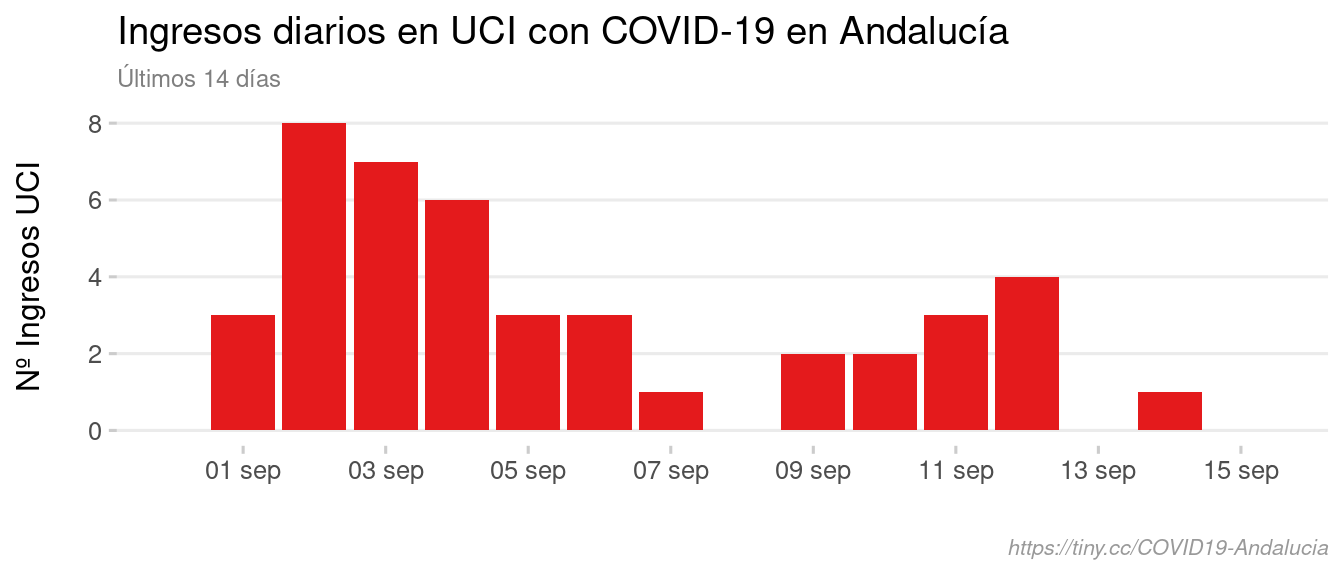 Ingresos diarios en UCI con COVID-19 en Andalucía
Últimos 14 días
Nº Ingresos UCI
8
6
4
2
0
01 sep 03 sep 05 sep 07 sep 09 sep 11 sep 13 sep 15 sep
https://tiny.cc/COVID19-Andalucia